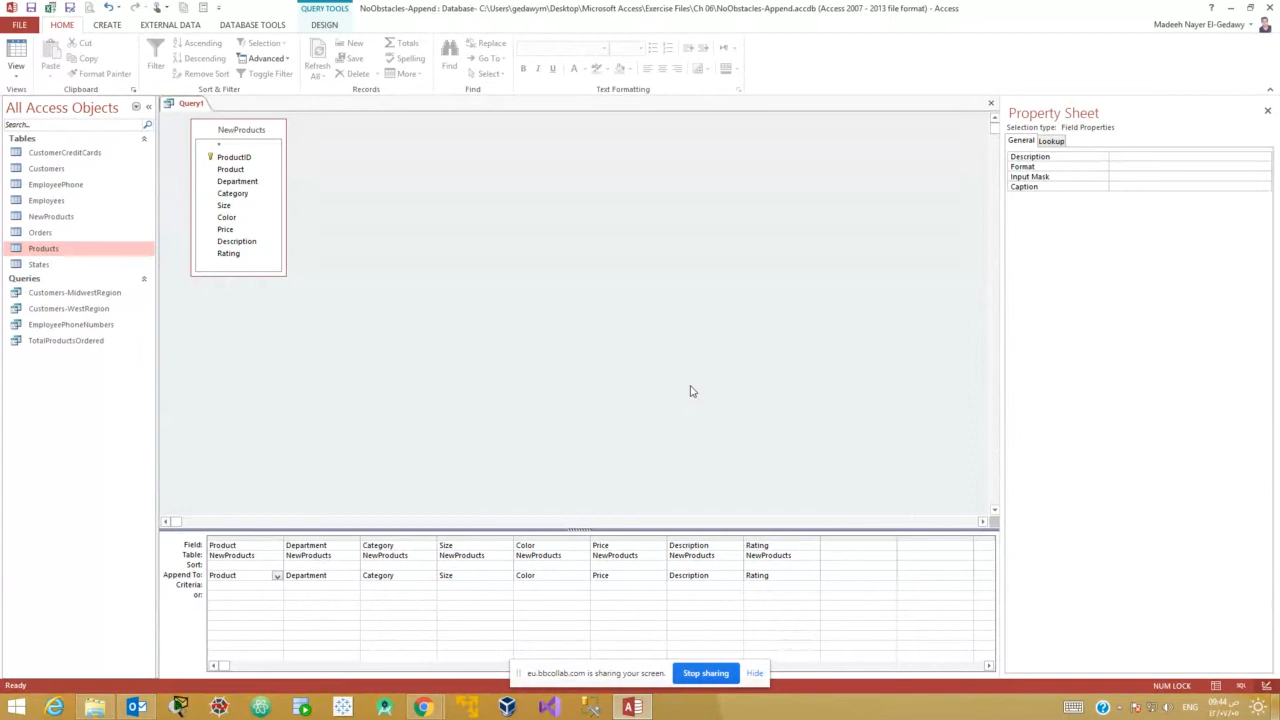 QUERY TOOLS
NoObstacles-Append : Database- C:\Users\gedawym\Desktop\Microsoft Access\Exercise Files\Ch 06\NoObstacles-Append.accdb (Access 2007 - 2013 file format) - Access
FILE HOME CREATE EXTERNAL DATA DATABASE TOOLS DESIGN
Madeeh Nayer El-Gedawy
View
Views
Paste
Cut
Copy
Format Painter
Clipboard
Filter
Ascending
Descending
Remove Sort
Selection
Advanced
Toggle Filter
Sort & Filter
Refresh All
New
Save
Delete
Totals
Spelling
More
Records
Find
Replace
Go To
Select
Find
B I U A
Text Formatting
All Access Objects
Search...
Tables
CustomerCreditCards
Customers
EmployeePhone
Employees
NewProducts
Orders
Products
States
Queries
Customers-MidwestRegion
Customers-WestRegion
EmployeePhoneNumbers
TotalProductsOrdered
Query1
NewProducts
*
ProductID
Product
Department
Category
Size
Color
Price
Description
Rating
Field: Product Department Category Size Color Price Description Rating
Table: NewProducts NewProducts NewProducts NewProducts NewProducts NewProducts NewProducts NewProducts
Sort:
Append To: Product Department Category Size Color Price Description Rating
Criteria:
or:
Property Sheet
Selection type: Field Properties
General Lookup
Description
Format
Input Mask
Caption
eu.bbcollab.com is sharing your screen. Stop sharing Hide
Ready
NUM LOCK
SQL
ENG
09:44 ص